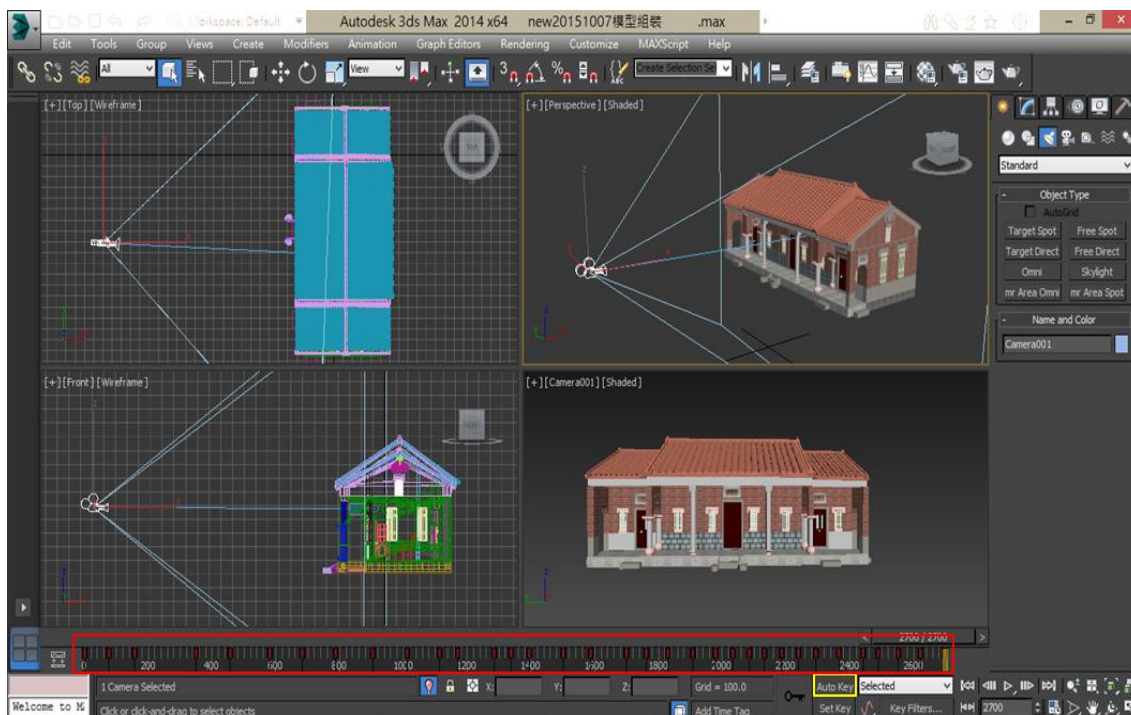 Workspace: Default
Autodesk 3ds Max 2014 x64 new20151007模型組裝 .max
Edit Tools Group Views Create Modifiers Animation Graph Editors Rendering Customize MAXScript Help
All View 3 Create Selection Se
[+] [Top] [Wireframe]
[+] [Perspective] [Shaded]
Standard
Object Type
AutoGrid
Target Spot Free Spot
Target Direct Free Direct
Omni Skylight
mr Area Omni mr Area Spot
Name and Color
Camera001
[+] [Front] [Wireframe]
FRONT
[+] [Camera001] [Shaded]
2700 / 2700
0 200 400 600 800 1000 1200 1400 1600 1800 2000 2200 2400 2600
1 Camera Selected X: Y: Z: Grid = 100.0 Auto Key Selected
Welcome to M Click or click-and-drag to select objects Add Time Tag Set Key Key Filters... 2700